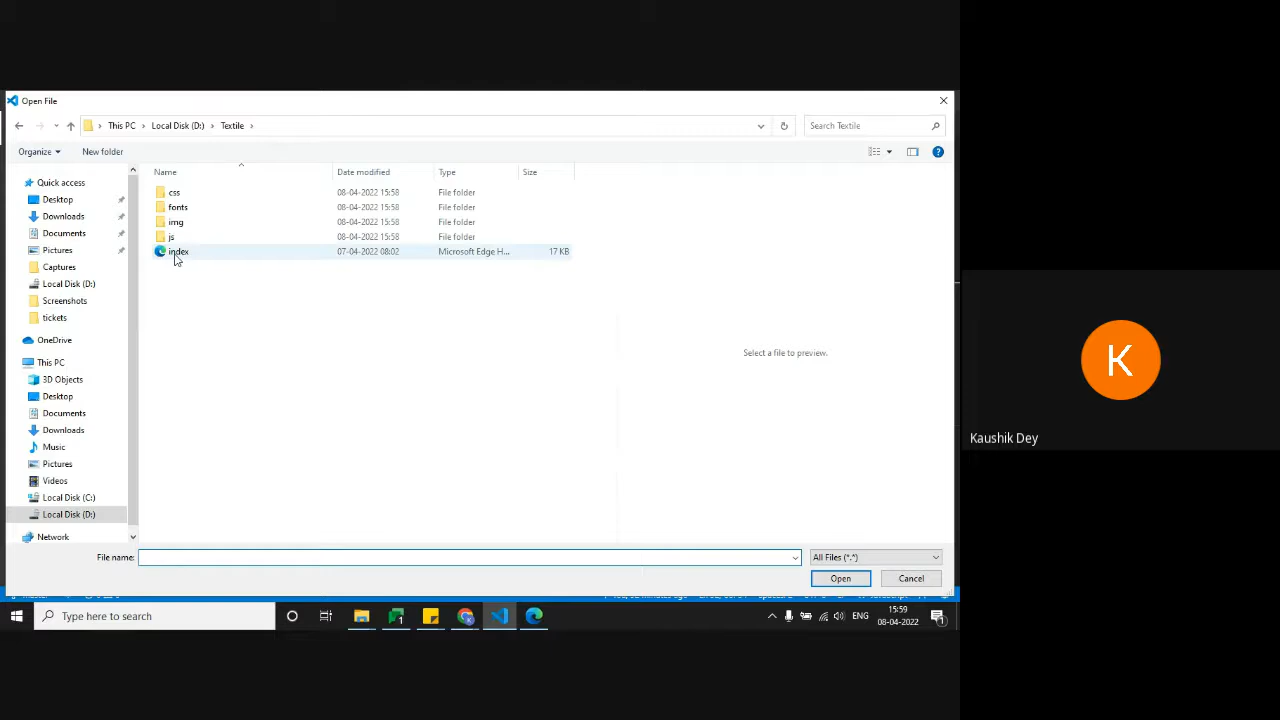 Open File
This PC
Local Disk (D:)
Textile
Search Textile
Organize
New folder
Name
Date modified
Type
Size
css
08-04-2022 15:58
File folder
fonts
08-04-2022 15:58
File folder
img
08-04-2022 15:58
File folder
js
08-04-2022 15:58
File folder
index
07-04-2022 08:02
Microsoft Edge H...
17 KB
Quick access
Desktop
Downloads
Documents
Pictures
Captures
Local Disk (D:)
Screenshots
tickets
OneDrive
This PC
3D Objects
Desktop
Documents
Downloads
Music
Pictures
Videos
Local Disk (C:)
Local Disk (D:)
Network
Select a file to preview.
File name:
All Files (*.*)
Open
Cancel
Type here to search
1
ENG
15:59
08-04-2022
1
K
Kaushik Dey